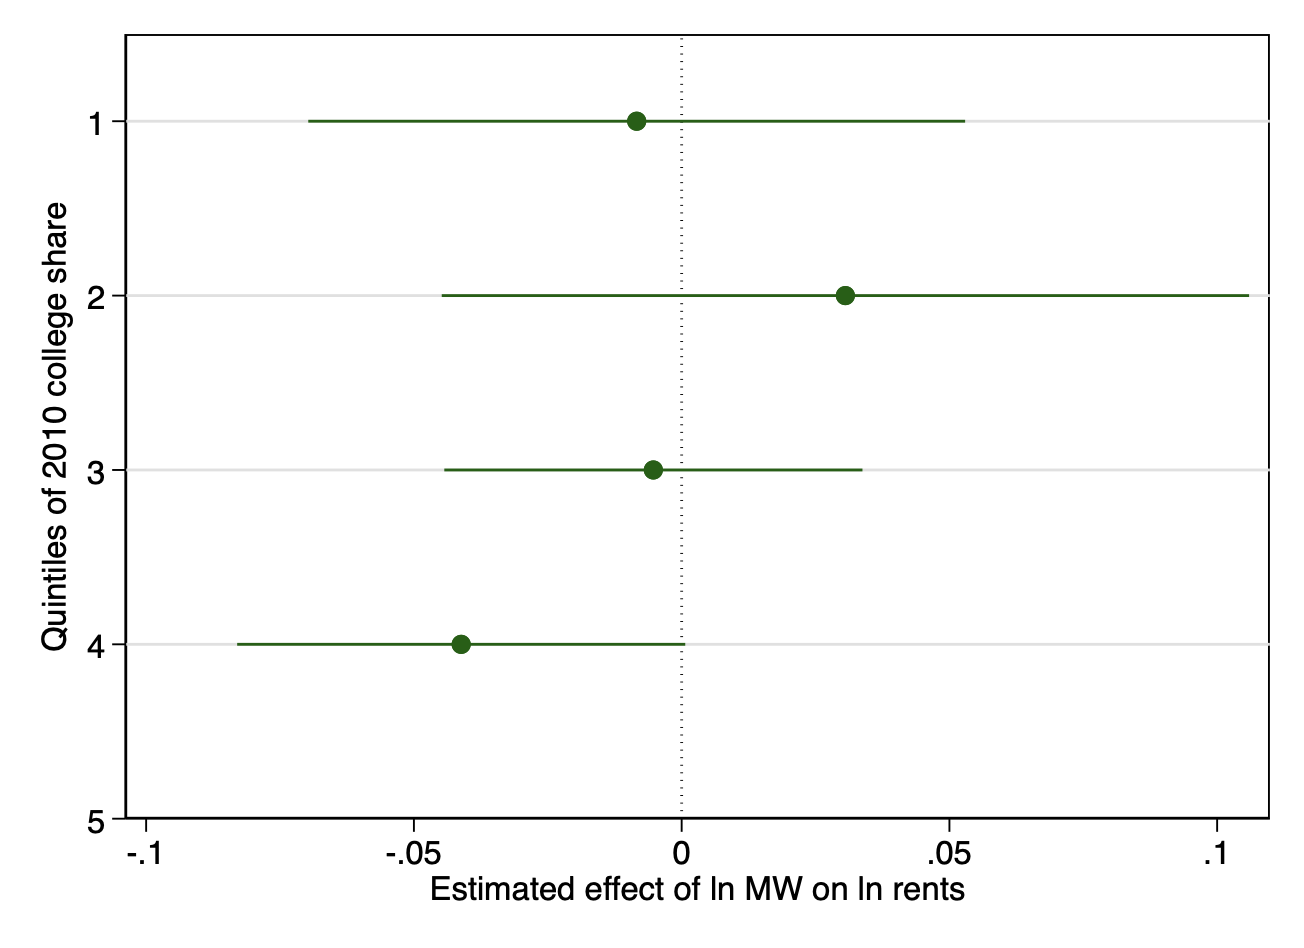 Quintiles of 2010 college share
1
2
3
4
5
-.1 -.05 0 .05 .1
Estimated effect of ln MW on ln rents